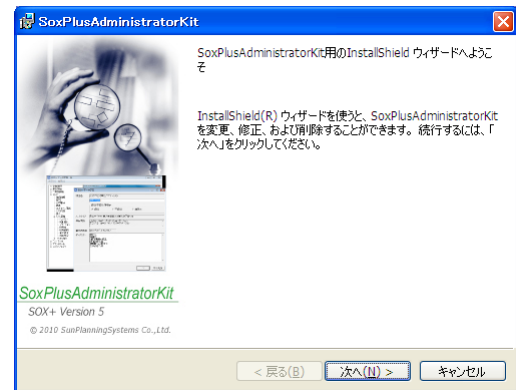 SoxPlusAdministratorKit
SoxPlusAdministratorKit用のInstallShield ウィザードへようこ
そ
InstallShield(R) ウィザードを使うと、SoxPlusAdministratorKit
を変更、修正、および削除することができます。続行するには、「
次へ」をクリックしてください。
SoxPlusAdministratorKit
SOX+ Version 5
© 2010 SunPlanningSystems Co.,Ltd.
< 戻る(B)
次へ(N) >
キャンセル